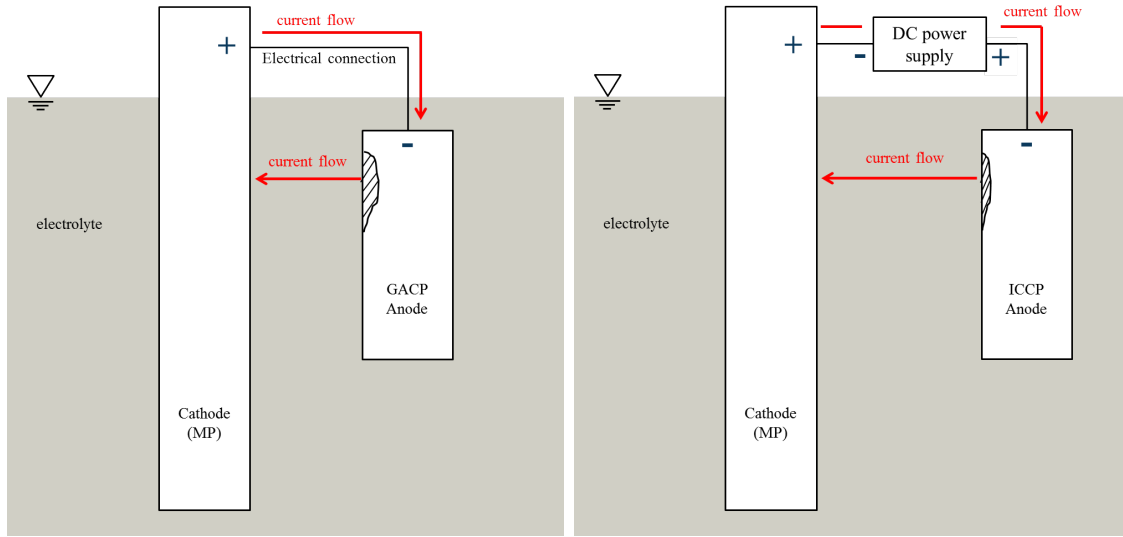 current flow
+
Electrical connection
-
current flow
electrolyte
GACP
Anode
Cathode
(MP)
current flow
DC power
supply
+
-
+
-
current flow
electrolyte
ICCP
Anode
Cathode
(MP)